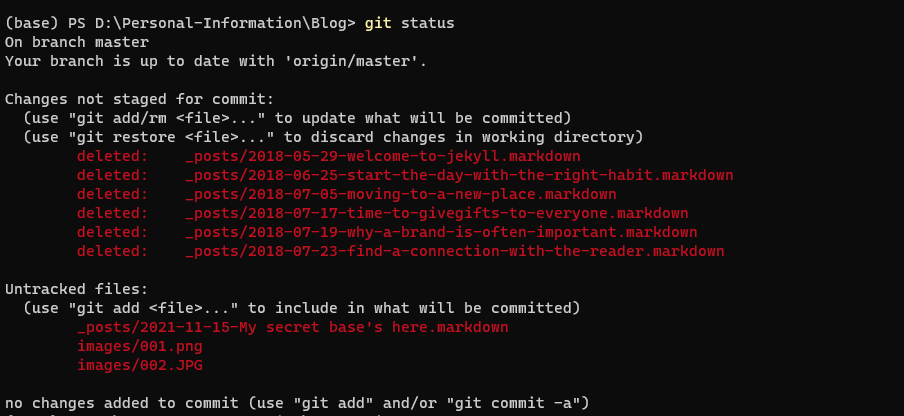 (base) PS D:\Personal-Information\Blog> git status
On branch master
Your branch is up to date with 'origin/master'.
Changes not staged for commit:
(use "git add/rm <file>..." to update what will be committed)
(use "git restore <file>..." to discard changes in working directory)
deleted: _posts/2018-05-29-welcome-to-jekyll.markdown
deleted: _posts/2018-06-25-start-the-day-with-the-right-habit.markdown
deleted: _posts/2018-07-05-moving-to-a-new-place.markdown
deleted: _posts/2018-07-17-time-to-givegifts-to-everyone.markdown
deleted: _posts/2018-07-19-why-a-brand-is-often-important.markdown
deleted: _posts/2018-07-23-find-a-connection-with-the-reader.markdown
Untracked files:
(use "git add <file>..." to include in what will be committed)
_posts/2021-11-15-My secret base's here.markdown
images/001.png
images/002.JPG
no changes added to commit (use "git add" and/or "git commit -a")